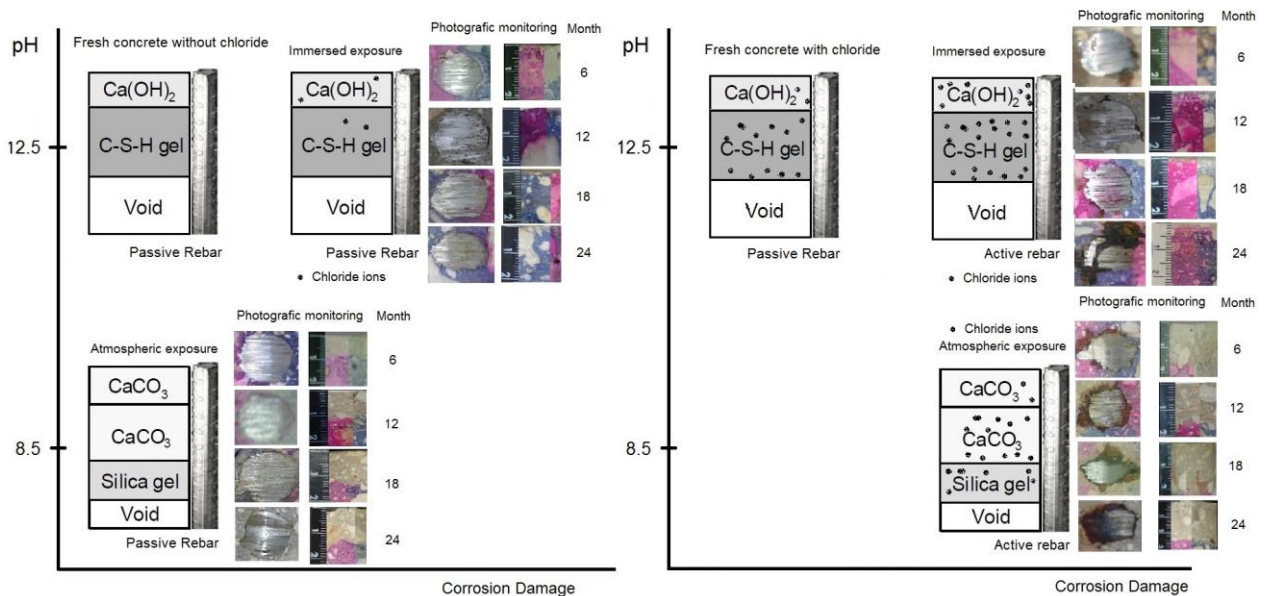 pH
Fresh concrete without chloride
Ca(OH)2
C-S-H gel
Void
Passive Rebar
Immersed exposure
Ca(OH)2
C-S-H gel
Void
Passive Rebar
Chloride ions
Photografic monitoring Month
6
12
18
24
12.5
8.5
Atmospheric exposure
CaCO3
CaCO3
Silica gel
Void
Passive Rebar
Photografic monitoring Month
6
12
18
24
Corrosion Damage
pH
Fresh concrete with chloride
Ca(OH)2
C-S-H gel
Void
Passive Rebar
Immersed exposure
Ca(OH)2
C-S-H gel
Void
Active rebar
Chloride ions
Photografic monitoring Month
6
12
18
24
12.5
8.5
Chloride ions
Atmospheric exposure
CaCO3
CaCO3
Silica gel
Void
Active rebar
Photografic monitoring Month
6
12
18
24
Corrosion Damage